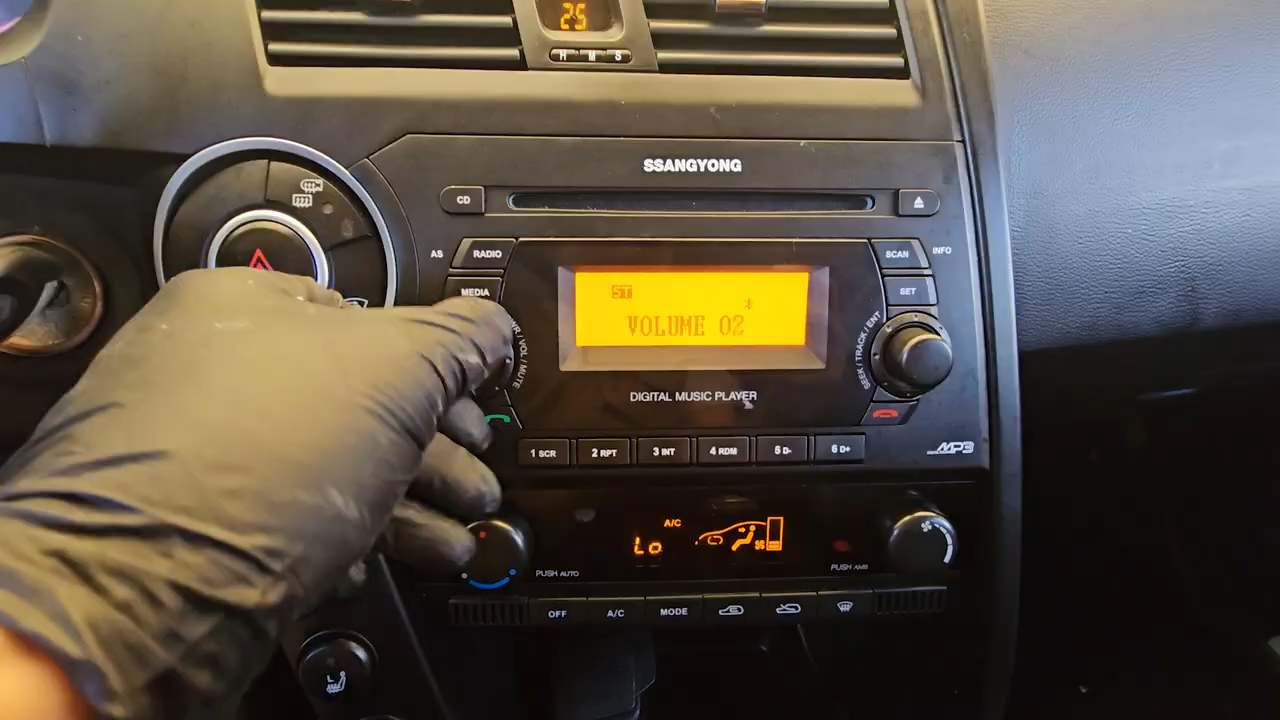 25
H M S
SSANGYONG
CD
AS
RADIO
SCAN
INFO
MEDIA
SET
ST
VOLUME 02
PWR / VOL / MUTE
SEEK / TRACK / ENT
DIGITAL MUSIC PLAYER
1 SCR
2 RPT
3 INT
4 RDM
5 D-
6 D+
MP3
A/C
Lo
PUSH AUTO
PUSH AMB
OFF
A/C
MODE
L